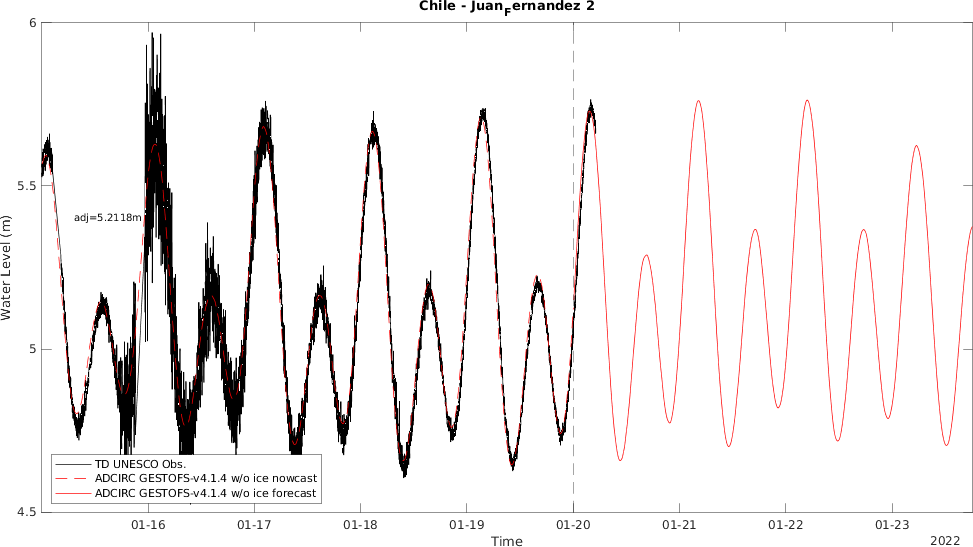 Chile - Juan_Fernandez 2
6
5.5
5
4.5
Water Level (m)
adj=5.2118m
TD UNESCO Obs.
ADCIRC GESTOFS-v4.1.4 w/o ice nowcast
ADCIRC GESTOFS-v4.1.4 w/o ice forecast
01-16 01-17 01-18 01-19 01-20 01-21 01-22 01-23
Time
2022